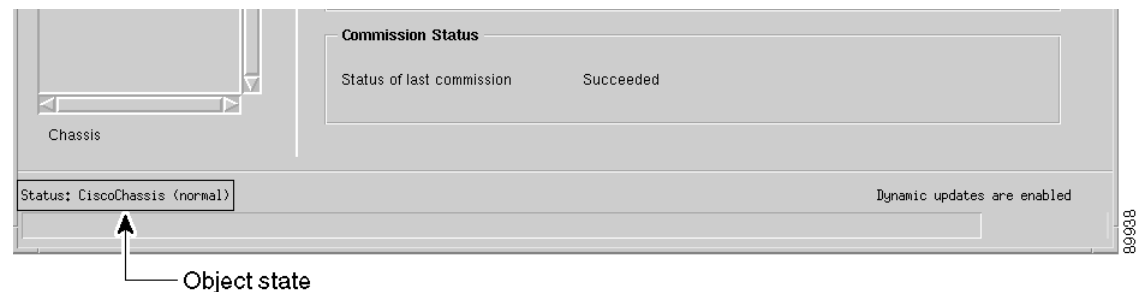 Commission Status
Status of last commission Succeeded
Chassis
Status: CiscoChassis (normal)
Dynamic updates are enabled
89938
Object state